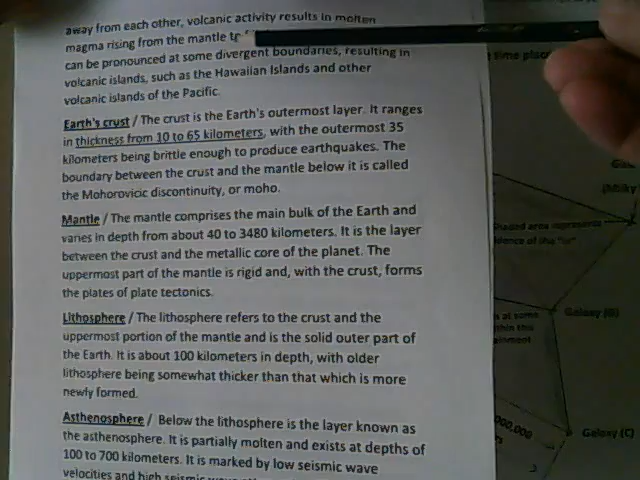 away from each other, volcanic activity results in molten
magma rising from the mantle
can be pronounced at some divergent boundaries, resulting in
volcanic islands, such as the Hawaiian Islands and other
volcanic islands of the Pacific.
Earth's crust / The crust is the Earth's outermost layer. It ranges
in thickness from 10 to 65 kilometers, with the outermost 35
kilometers being brittle enough to produce earthquakes. The
boundary between the crust and the mantle below it is called
the Mohorovicic discontinuity, or moho.
Mantle / The mantle comprises the main bulk of the Earth and
varies in depth from about 40 to 3480 kilometers. It is the layer
between the crust and the metallic core of the planet. The
uppermost part of the mantle is rigid and, with the crust, forms
the plates of plate tectonics.
Lithosphere / The lithosphere refers to the crust and the
uppermost portion of the mantle and is the solid outer part of
the Earth. It is about 100 kilometers in depth, with older
lithosphere being somewhat thicker than that which is more
newly formed.
Asthenosphere / Below the lithosphere is the layer known as
the asthenosphere. It is partially molten and exists at depths of
100 to 700 kilometers. It is marked by low seismic wave
velocities and high seismic
time place
(Milky
shaded area represents
Galaxy (B)
at some
Galaxy (C)